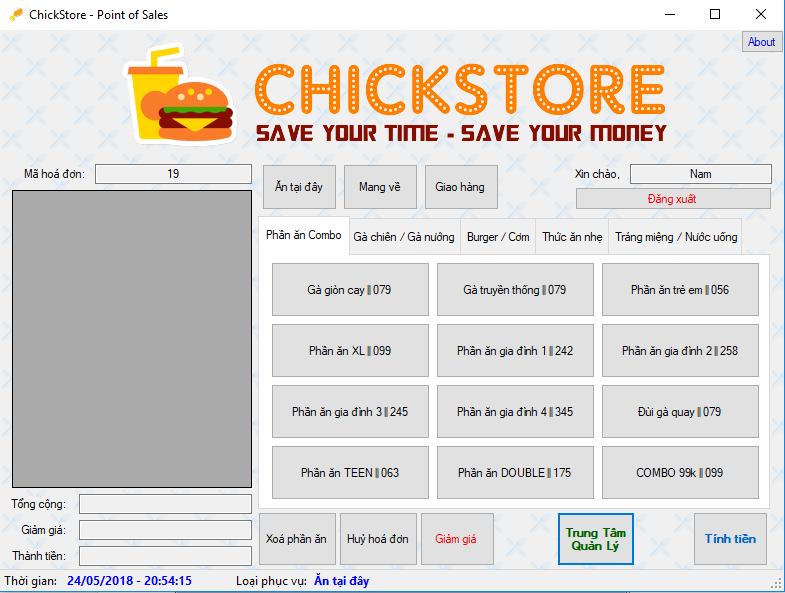 ChickStore - Point of Sales
About
CHICKSTORE
SAVE YOUR TIME - SAVE YOUR MONEY
Mã hoá đơn: 19
Ăn tại đây Mang về Giao hàng
Xin chào, Nam
Đăng xuất
Phần ăn Combo Gà chiên / Gà nướng Burger / Cơm Thức ăn nhẹ Tráng miệng / Nước uống
Gà giòn cay || 079 Gà truyền thống || 079 Phần ăn trẻ em || 056
Phần ăn XL || 099 Phần ăn gia đình 1 || 242 Phần ăn gia đình 2 || 258
Phần ăn gia đình 3 || 245 Phần ăn gia đình 4 || 345 Đùi gà quay || 079
Phần ăn TEEN || 063 Phần ăn DOUBLE || 175 COMBO 99k || 099
Tổng cộng:
Giảm giá:
Thành tiền:
Xoá phần ăn Huỷ hoá đơn Giảm giá
Trung Tâm
Quản Lý
Tính tiền
Thời gian: 24/05/2018 - 20:54:15 Loại phục vụ: Ăn tại đây